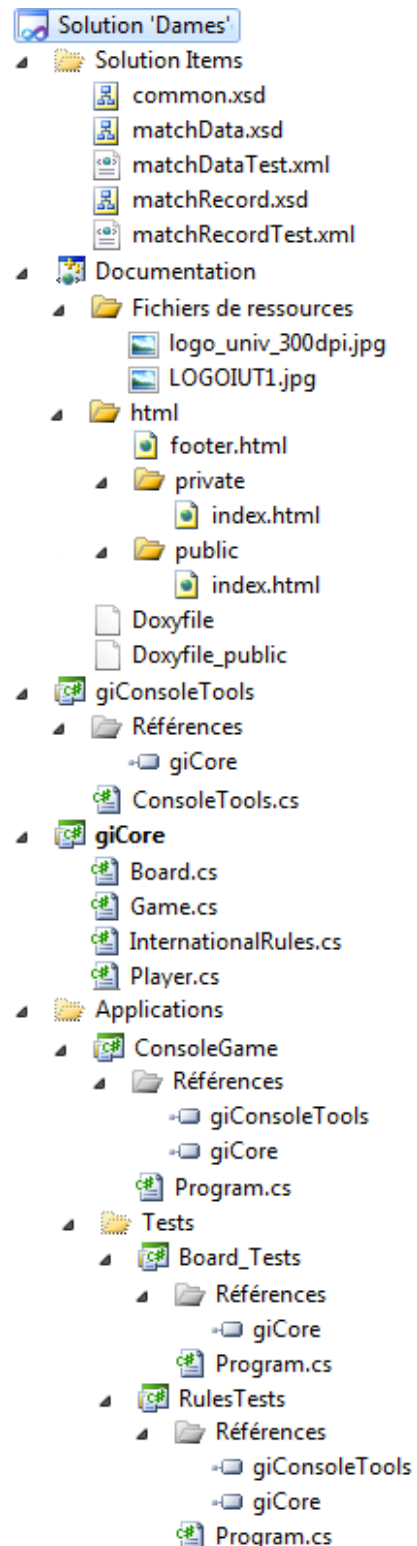 Solution 'Dames'
Solution Items
common.xsd
matchData.xsd
matchDataTest.xml
matchRecord.xsd
matchRecordTest.xml
Documentation
Fichiers de ressources
logo_univ_300dpi.jpg
LOGOIUT1.jpg
html
footer.html
private
index.html
public
index.html
Doxyfile
Doxyfile_public
giConsoleTools
Références
giCore
ConsoleTools.cs
giCore
Board.cs
Game.cs
InternationalRules.cs
Player.cs
Applications
ConsoleGame
Références
giConsoleTools
giCore
Program.cs
Tests
Board_Tests
Références
giCore
Program.cs
RulesTests
Références
giConsoleTools
giCore
Program.cs